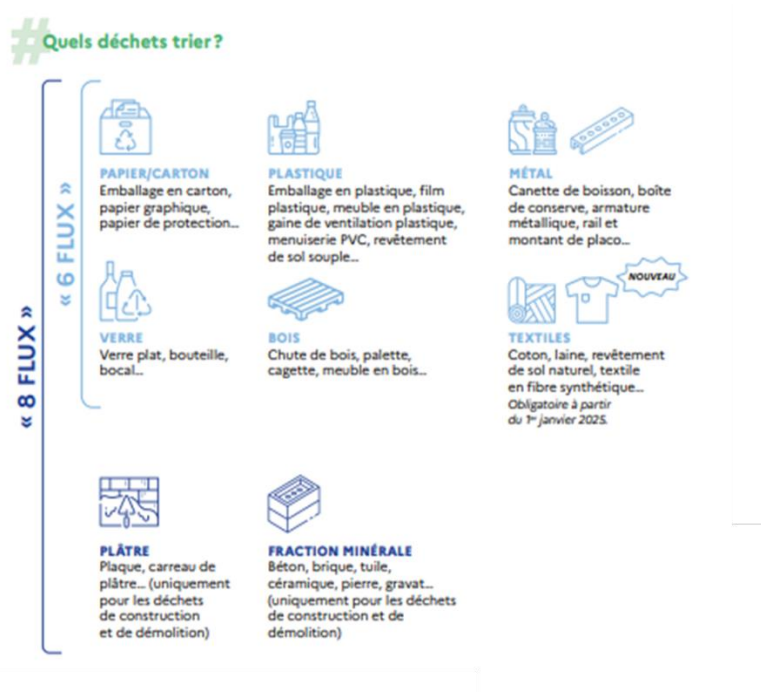 #Quels déchets trier?
« 8 FLUX »
« 6 FLUX »
PAPIER/CARTON
Emballage en carton,
papier graphique,
papier de protection...
PLASTIQUE
Emballage en plastique, film
plastique, meuble en plastique,
gaine de ventilation plastique,
menuiserie PVC, revêtement
de sol souple...
MÉTAL
Canette de boisson, boîte
de conserve, armature
métallique, rail et
montant de placo...
VERRE
Verre plat, bouteille,
bocal...
BOIS
Chute de bois, palette,
cagette, meuble en bois...
NOUVEAU
TEXTILES
Coton, laine, revêtement
de sol naturel, textile
en fibre synthétique...
Obligatoire à partir
du 1er janvier 2025.
PLÂTRE
Plaque, carreau de
plâtre... (uniquement
pour les déchets
de construction
et de démolition)
FRACTION MINÉRALE
Béton, brique, tuile,
céramique, pierre, gravat...
(uniquement pour les déchets
de construction et de
démolition)